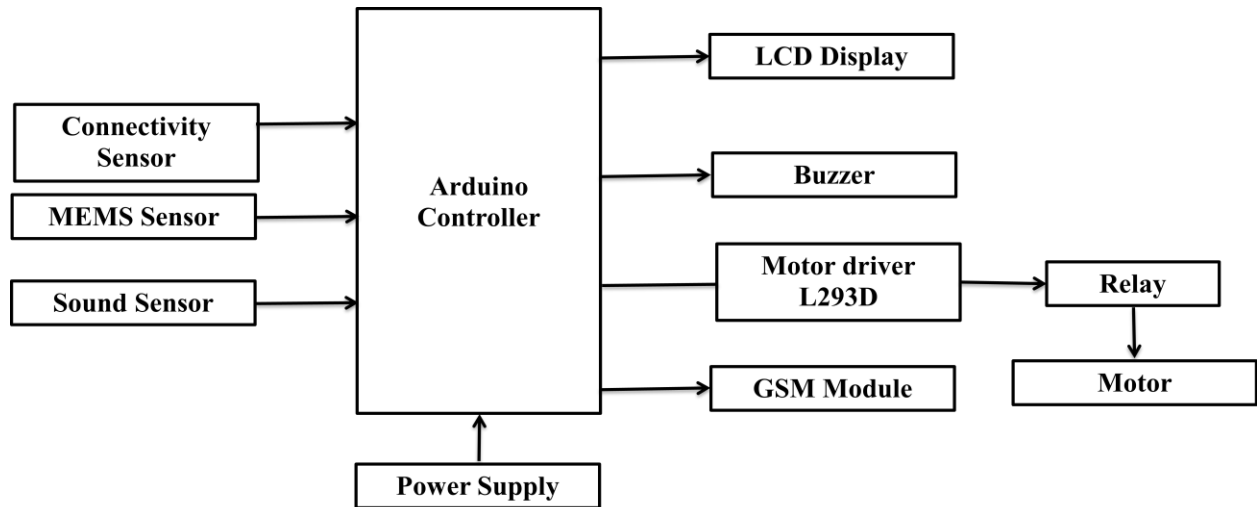 LCD Display
Connectivity
Sensor
MEMS Sensor
Sound Sensor
Arduino
Controller
Buzzer
Motor driver
L293D
Relay
Motor
GSM Module
Power Supply